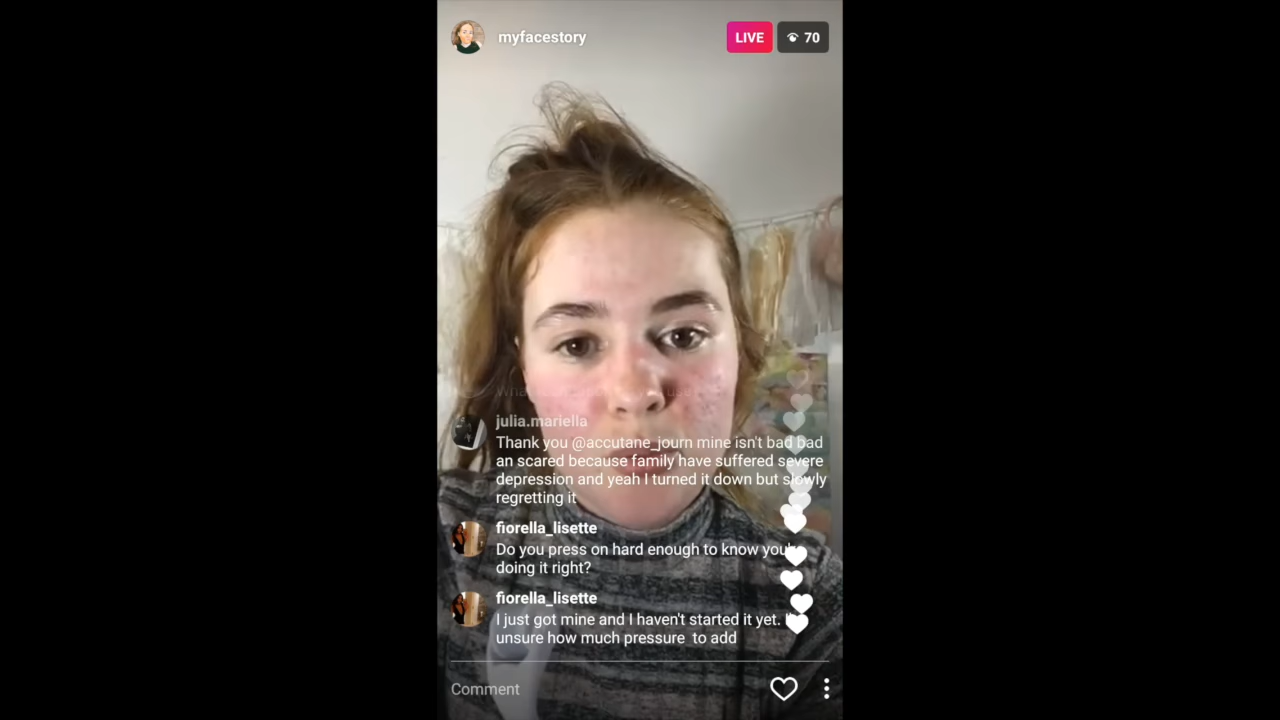 myfacestory
LIVE
70
julia.mariella
Thank you @accutane_journ mine isn't bad bad
an scared because family have suffered severe
depression and yeah I turned it down but slowly
regretting it
fiorella_lisette
Do you press on hard enough to know
doing it right?
fiorella_lisette
I just got mine and I haven't started it yet.
unsure how much pressure to add
Comment